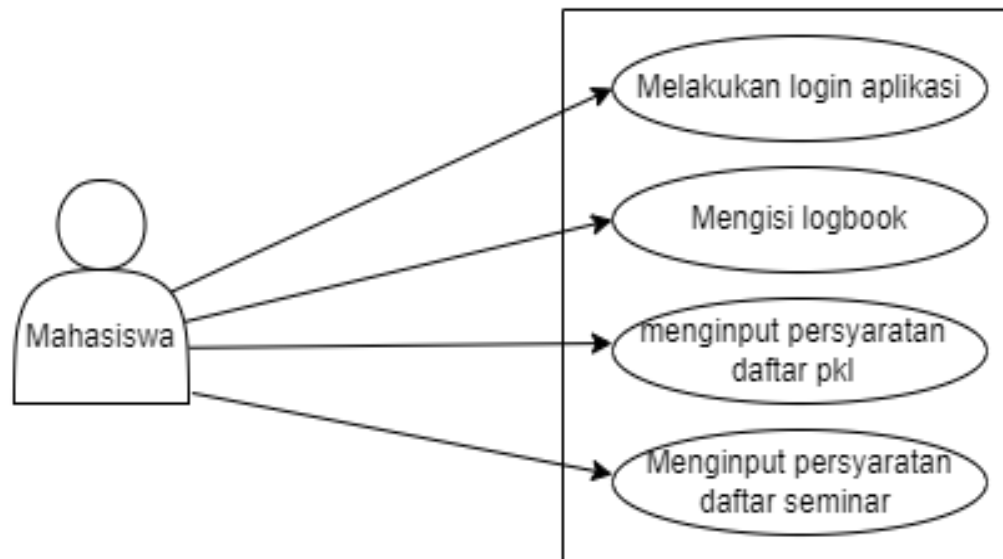 Melakukan login aplikasi
Mengisi logbook
Mahasiswa
menginput persyaratan
daftar pkl
Menginput persyaratan
daftar seminar